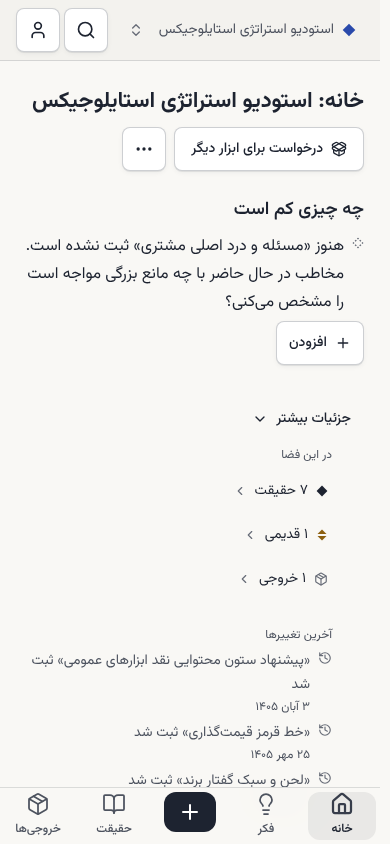 استودیو استراتژی استایلوجیکس
خانه: استودیو استراتژی استایلوجیکس
درخواست برای ابزار دیگر
چه چیزی کم است
هنوز «مسئله و درد اصلی مشتری» ثبت نشده است.
مخاطب در حال حاضر با چه مانع بزرگی مواجه است
را مشخص می‌کنی؟
افزودن
جزئیات بیشتر
در این فضا
۷ حقیقت
۱ قدیمی
۱ خروجی
آخرین تغییرها
«پیشنهاد ستون محتوایی نقد ابزارهای عمومی» ثبت
شد
۳ آبان ۱۴۰۵
«خط قرمز قیمت‌گذاری» ثبت شد
۲۵ مهر ۱۴۰۵
«لحن و سبک گفتار برند» ثبت شد
خانه
فکر
حقیقت
خروجی‌ها